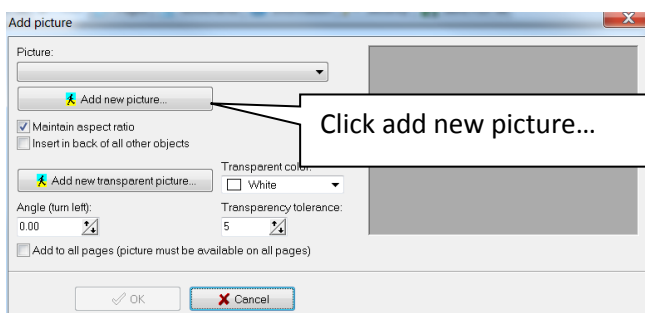 Add picture
X
Picture:
Add new picture...
Click add new picture...
Maintain aspect ratio
Insert in back of all other objects
Transparent color:
Add new transparent picture...
White
Angle (turn left):
Transparency tolerance:
0.00
5
Add to all pages (picture must be available on all pages)
OK
Cancel